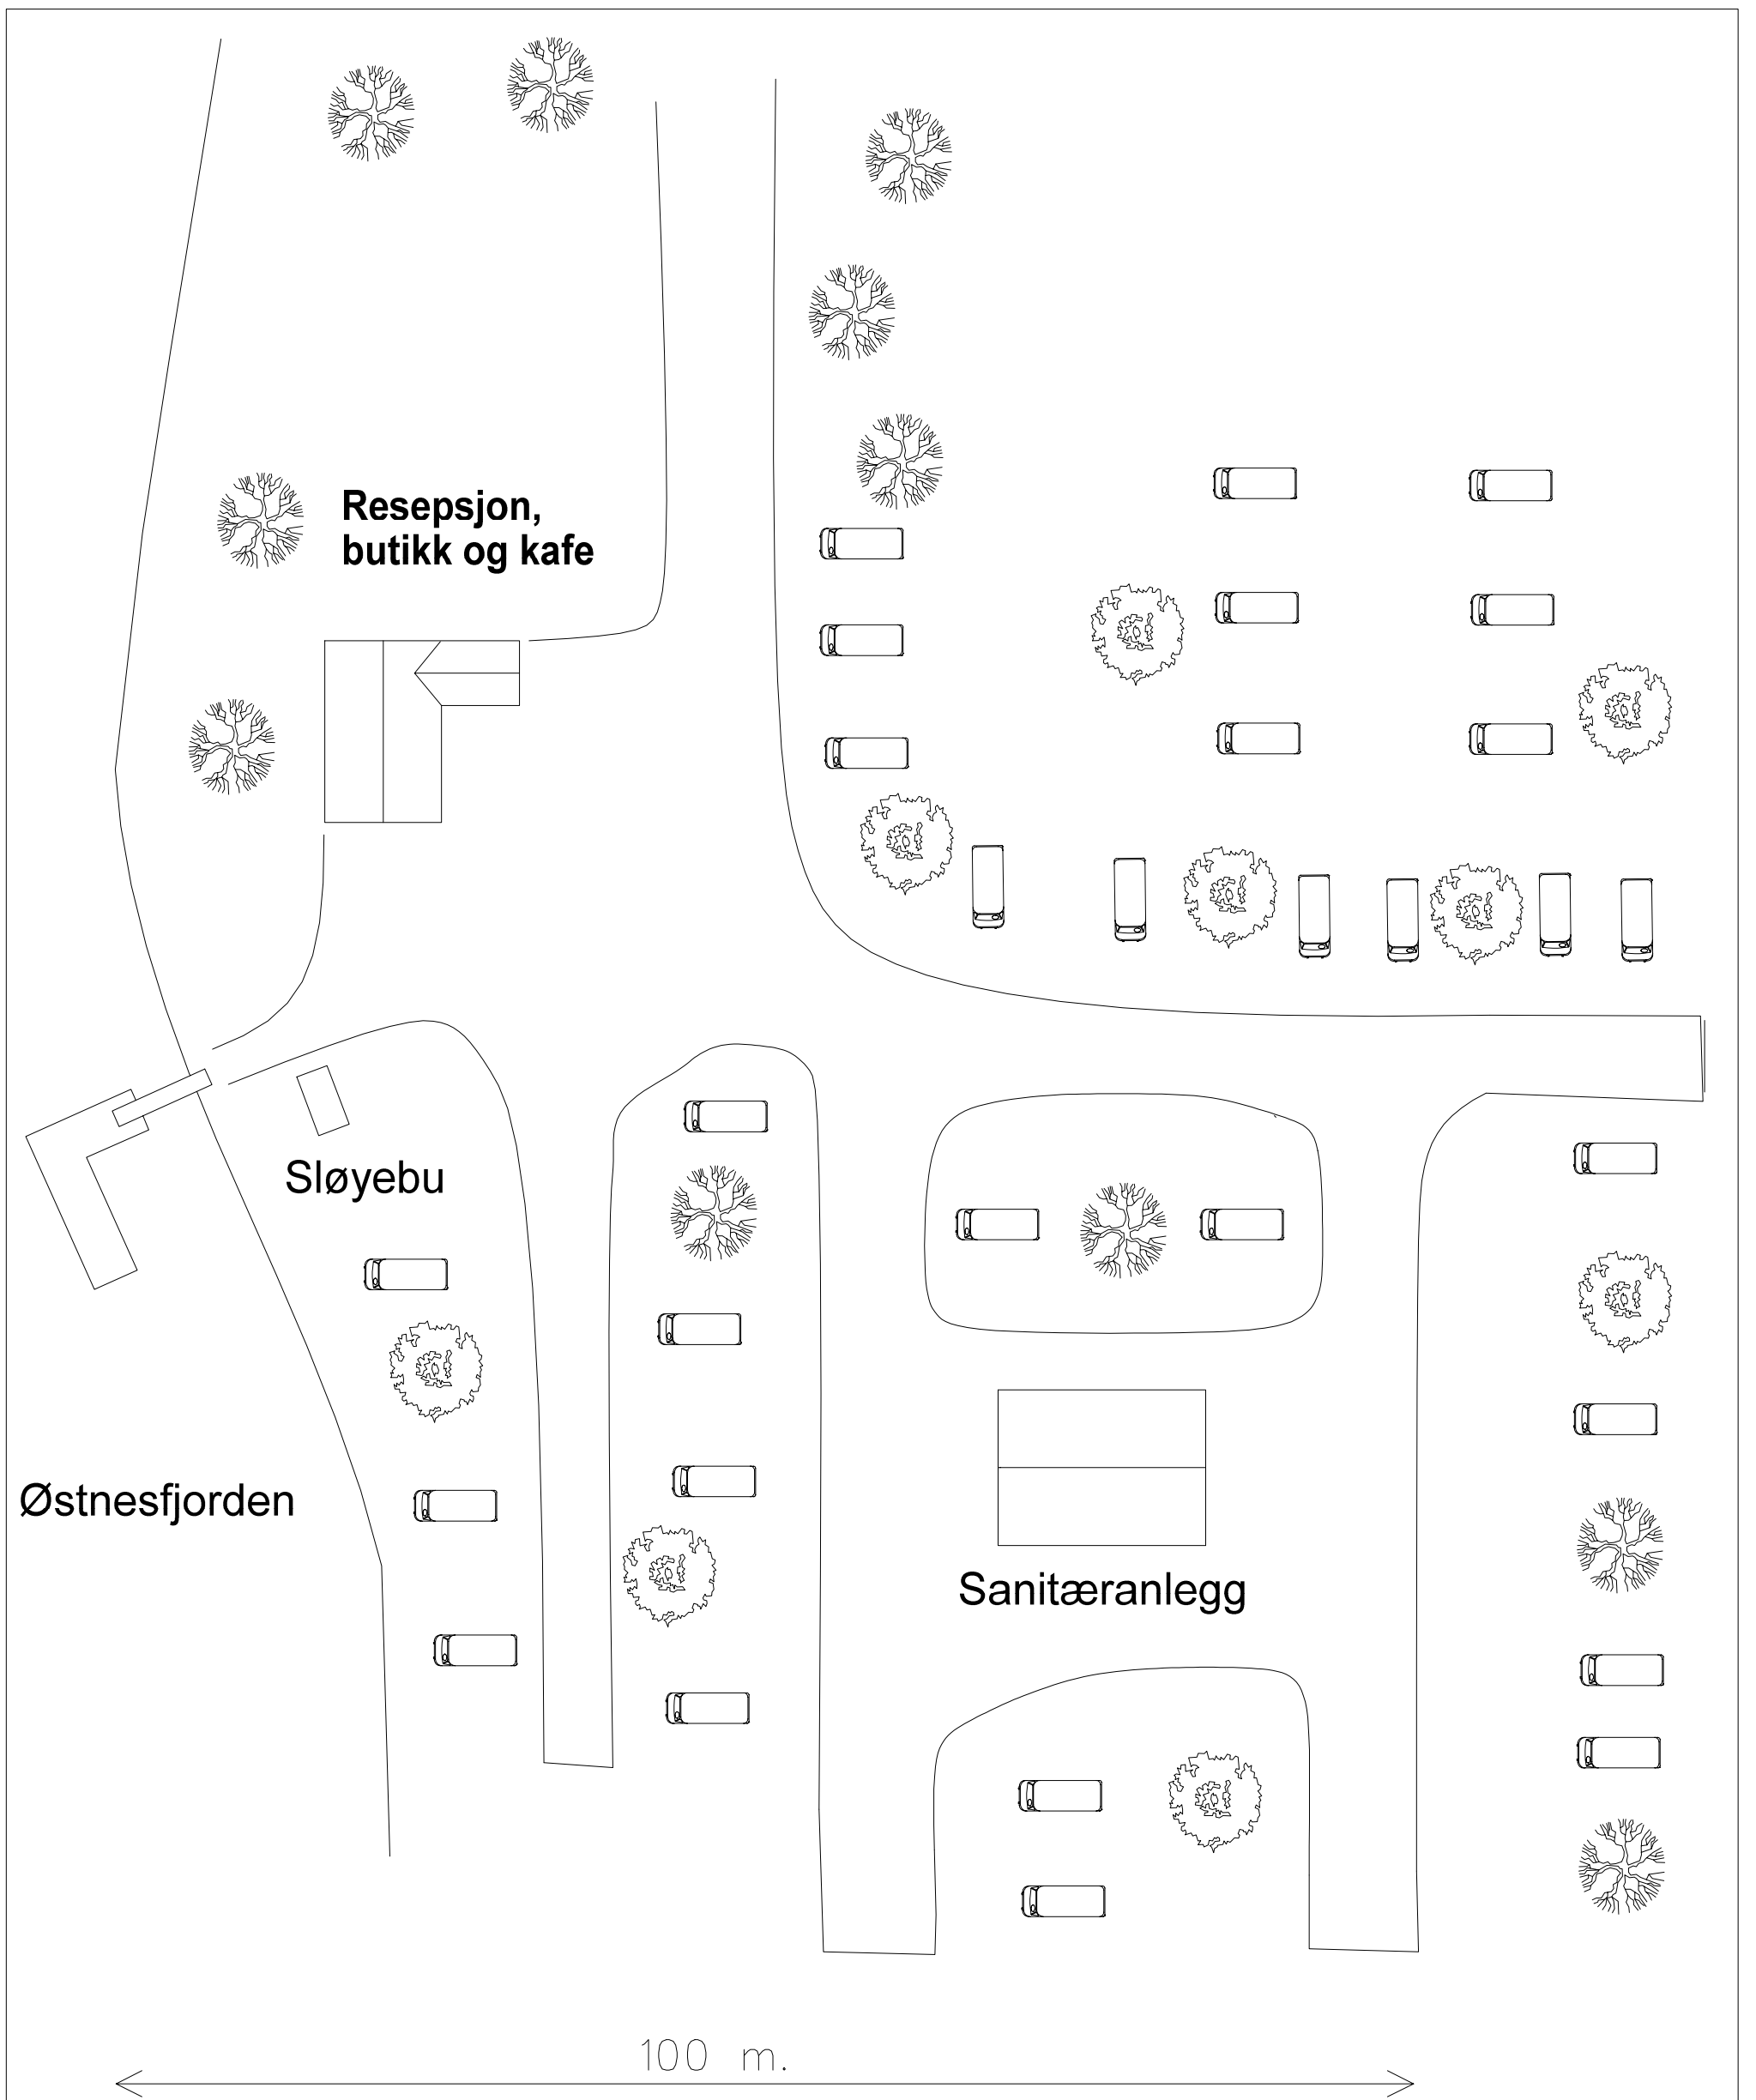 Resepsjon,
butikk og kafe
Sløyebu
Østnesfjorden
Sanitæranlegg
100 m.